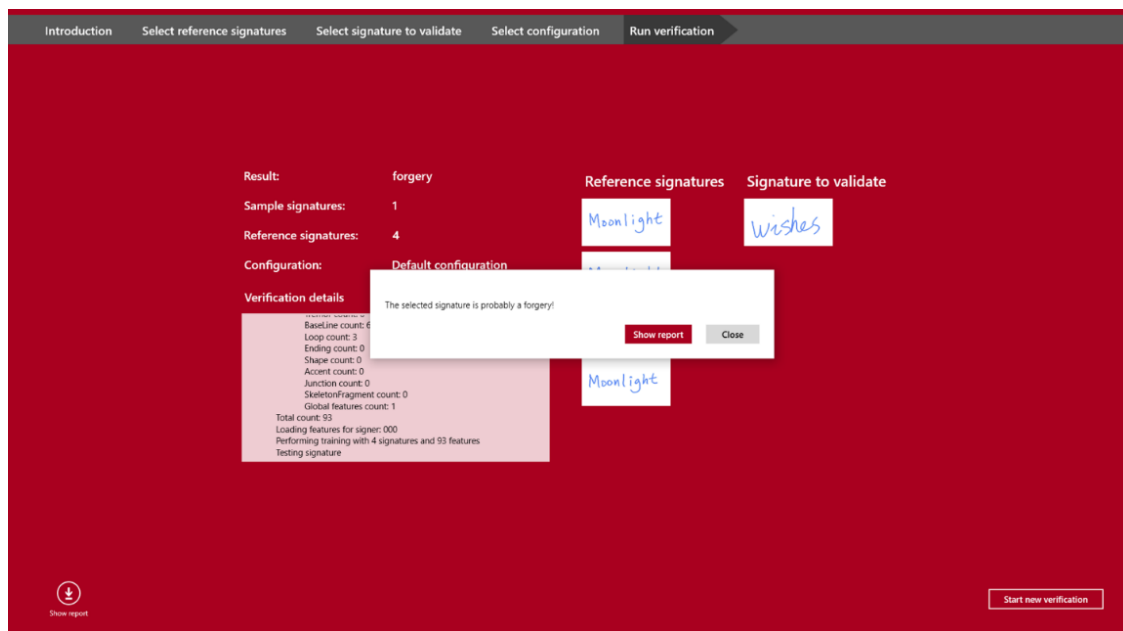 Introduction Select reference signatures Select signature to validate Select configuration Run verification
Result: forgery
Sample signatures: 1
Reference signatures: 4
Configuration: Default configuration
Verification details
BaseLine count: 6
Loop count: 3
Ending count: 0
Shape count: 0
Accent count: 0
Junction count: 0
SkeletonFragment count: 0
Global features count: 1
Total count: 93
Loading features for signer: 000
Performing training with 4 signatures and 93 features
Testing signature
Reference signatures Signature to validate
Moonlight wishes
The selected signature is probably a forgery!
Show report Close
Moonlight
Show report
Start new verification